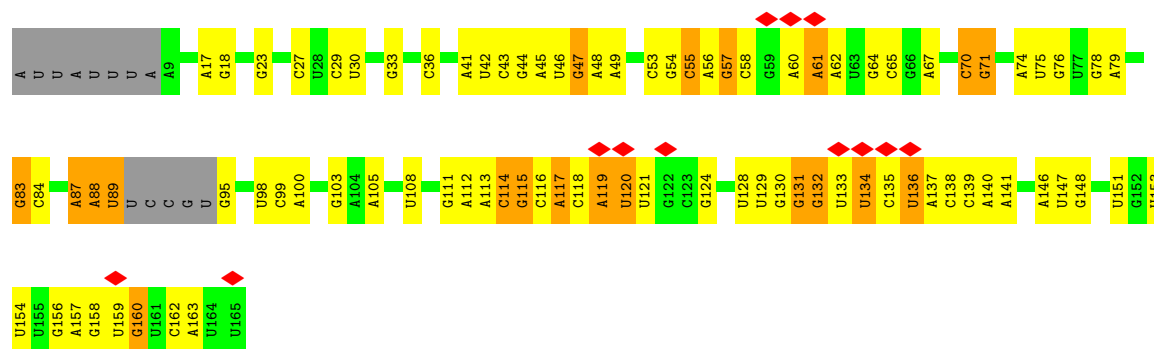 A U U A U U U A A9 A17 G18 G23 C27 U28 C29 U30 G33 C36 A41 U42 C43 G44 A45 U46 G47 A48 A49 C53 G54 C55 A56 G57 C58 G59 A60 A61 A62 U63 G64 C65 G66 A67 C70 G71 A74 U75 G76 U77 G78 A79
G83 C84 A87 A88 U89 U C C G U G95 U98 C99 A100 G103 A104 A105 U108 G111 A112 A113 C114 G115 C116 A117 C118 A119 U120 U121 G122 C123 G124 U128 U129 G130 G131 G132 U133 U134 C135 U136 A137 C138 C139 A140 A141 A146 U147 G148 U151 G152
U154 U155 G156 A157 G158 U159 G160 U161 C162 A163 U164 U165